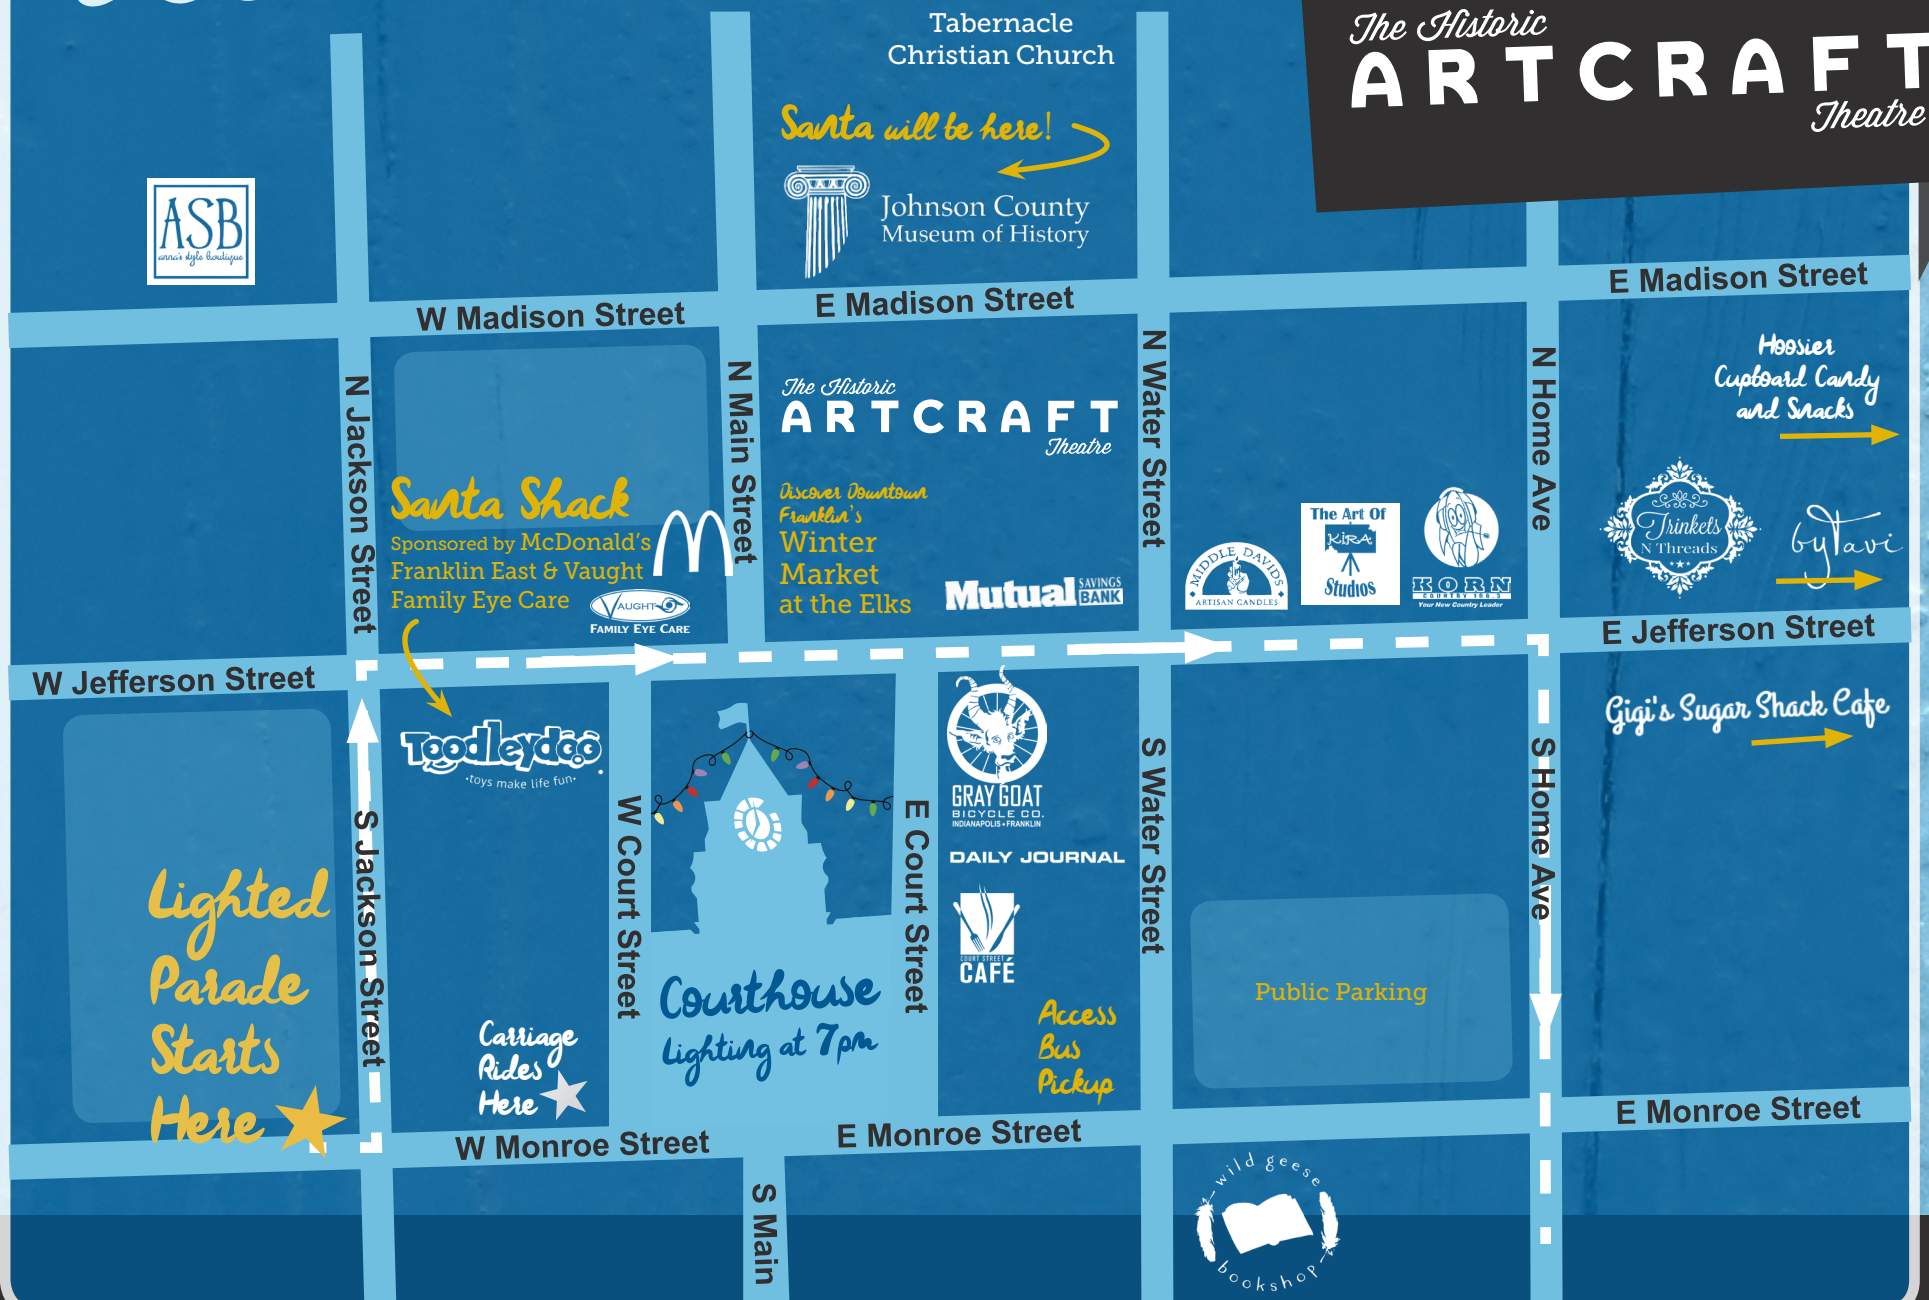 Tabernacle
Christian Church
The Historic
ARTCRAFT
Theatre
Santa will be here!
ASB
anna's style boutique
Johnson County
Museum of History
W Madison Street
E Madison Street
E Madison Street
N Jackson Street
N Main Street
N Water Street
N Home Ave
Hoosier
Cupboard Candy
and Snacks
The Historic
ARTCRAFT
Theatre
Santa Shack
Sponsored by McDonald's
Franklin East & Vaught
Family Eye Care
VAUGHT
FAMILY EYE CARE
Discover Downtown
Franklin's
Winter
Market
at the Elks
Mutual SAVINGS
BANK
MIDDLE DAVIDS
ARTISAN CANDLES
The Art Of
KiRA
Studios
KORN
COUNTRY 100.3
Your New Country Leader
Trinkets
N Threads
byTavi
W Jefferson Street
E Jefferson Street
Gigi's Sugar Shack Cafe
Toodleydoo
•toys make life fun•
GRAY GOAT
BICYCLE CO.
INDIANAPOLIS • FRANKLIN
DAILY JOURNAL
COURT STREET
CAFÉ
S Jackson Street
W Court Street
E Court Street
S Water Street
S Home Ave
Lighted
Parade
Starts
Here
Carriage
Rides
Here
Courthouse
Lighting at 7pm
Access
Bus
Pickup
Public Parking
W Monroe Street
E Monroe Street
E Monroe Street
S Main
wild geese
bookshop